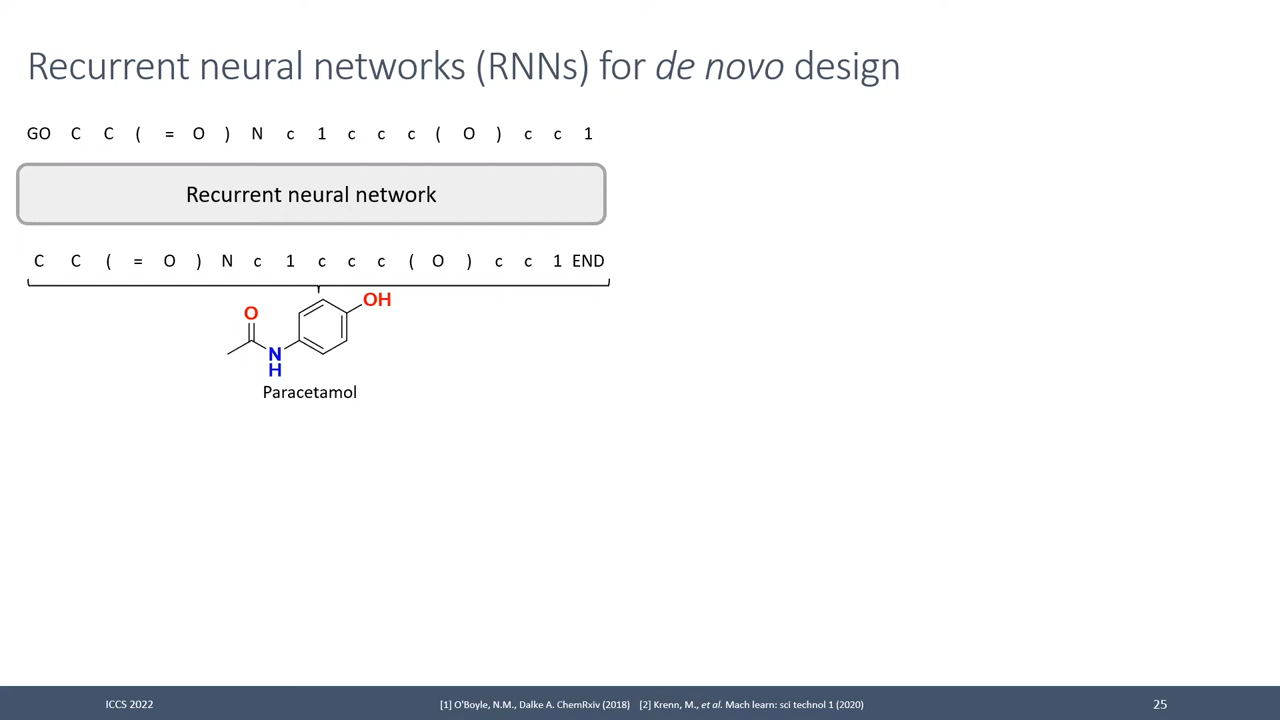 Recurrent neural networks (RNNs) for de novo design
GO C C ( = O ) N c 1 c c c ( O ) c c 1
Recurrent neural network
C C ( = O ) N c 1 c c c ( O ) c c 1 END
OH
O
N
H
Paracetamol
ICCS 2022
[1] O'Boyle, N.M., Dalke A. ChemRxiv (2018) [2] Krenn, M., et al. Mach learn: sci technol 1 (2020)
25